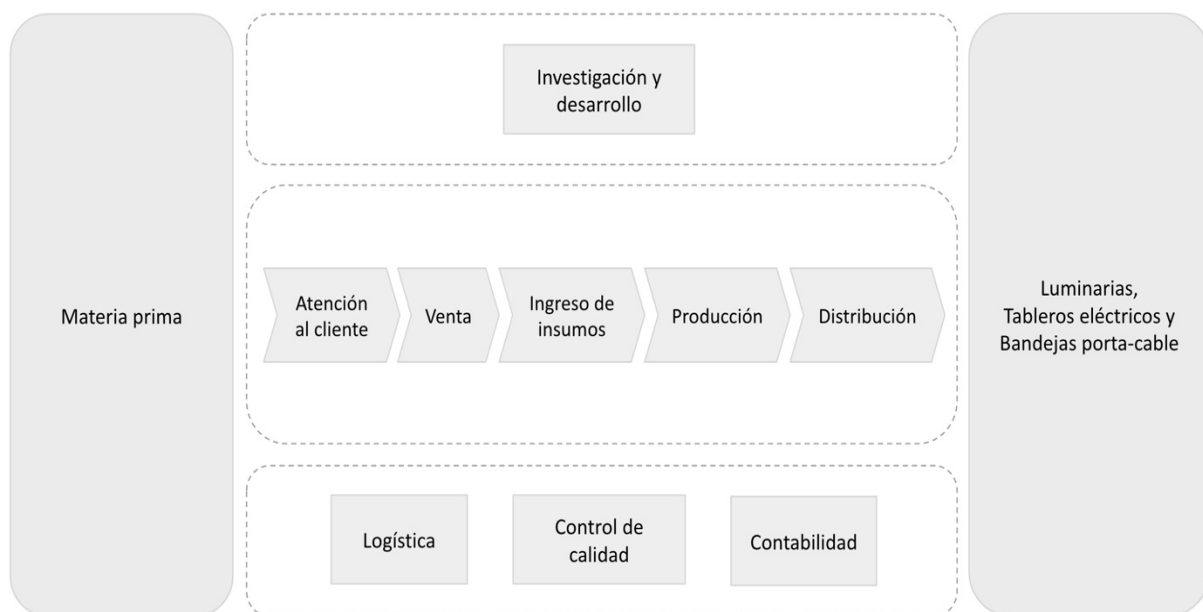 Investigación y
desarrollo
Materia prima
Atención
al cliente
Venta
Ingreso de
insumos
Producción
Distribución
Luminarias,
Tableros eléctricos y
Bandejas porta-cable
Logística
Control de
calidad
Contabilidad